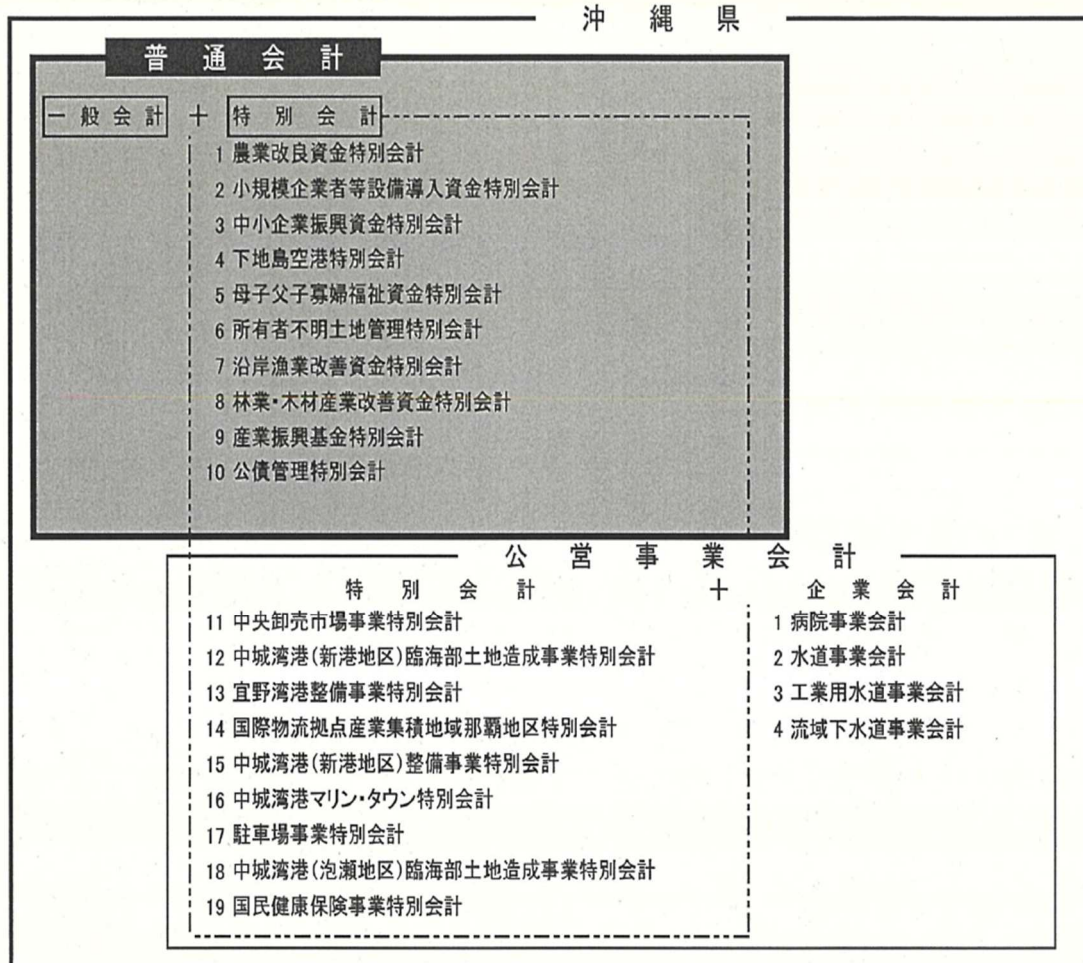 沖縄県
普通会計
一般会計 ＋ 特別会計
1 農業改良資金特別会計
2 小規模企業者等設備導入資金特別会計
3 中小企業振興資金特別会計
4 下地島空港特別会計
5 母子父子寡婦福祉資金特別会計
6 所有者不明土地管理特別会計
7 沿岸漁業改善資金特別会計
8 林業・木材産業改善資金特別会計
9 産業振興基金特別会計
10 公債管理特別会計
公営事業会計
特別会計 ＋ 企業会計
11 中央卸売市場事業特別会計
12 中城湾港(新港地区)臨海部土地造成事業特別会計
13 宜野湾港整備事業特別会計
14 国際物流拠点産業集積地域那覇地区特別会計
15 中城湾港(新港地区)整備事業特別会計
16 中城湾港マリン・タウン特別会計
17 駐車場事業特別会計
18 中城湾港(泡瀬地区)臨海部土地造成事業特別会計
19 国民健康保険事業特別会計
1 病院事業会計
2 水道事業会計
3 工業用水道事業会計
4 流域下水道事業会計